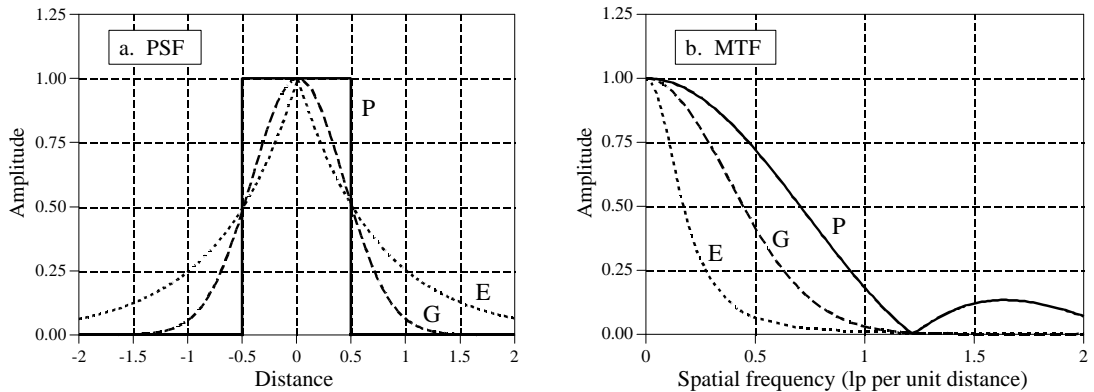 a. PSF
1.25
1.00
0.75
0.50
0.25
0.00
Amplitude
P
E
G
-2 -1.5 -1 -0.5 0 0.5 1 1.5 2
Distance
b. MTF
1.25
1.00
0.75
0.50
0.25
0.00
Amplitude
P
G
E
0 0.5 1 1.5 2
Spatial frequency (lp per unit distance)